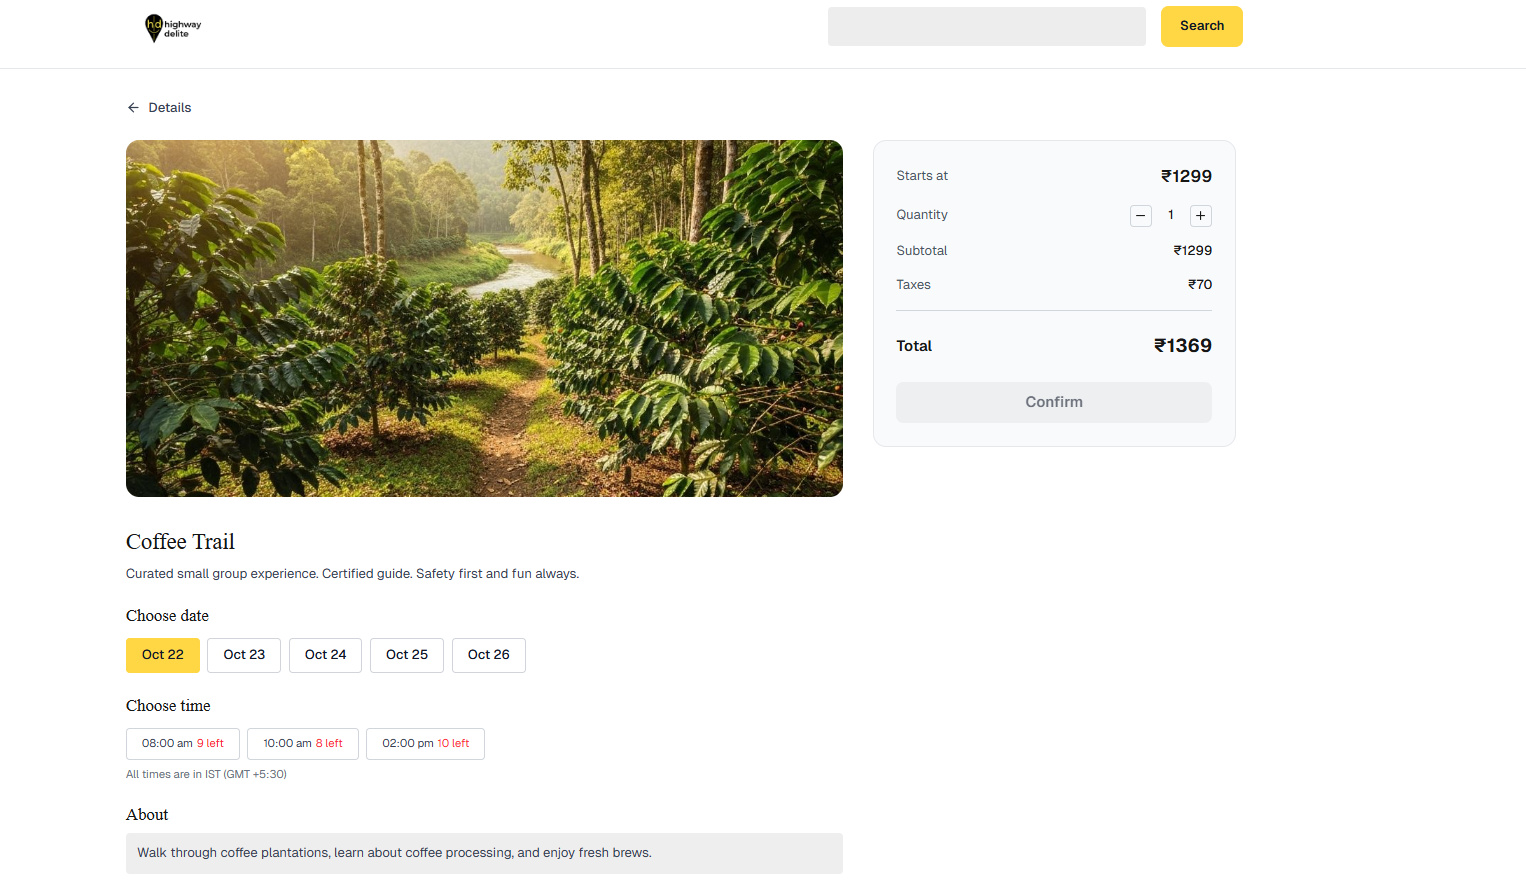 hd highway
delite
Search
Details
Starts at ₹1299
Quantity 1
Subtotal ₹1299
Taxes ₹70
Total ₹1369
Confirm
Coffee Trail
Curated small group experience. Certified guide. Safety first and fun always.
Choose date
Oct 22 Oct 23 Oct 24 Oct 25 Oct 26
Choose time
08:00 am 9 left 10:00 am 8 left 02:00 pm 10 left
All times are in IST (GMT +5:30)
About
Walk through coffee plantations, learn about coffee processing, and enjoy fresh brews.